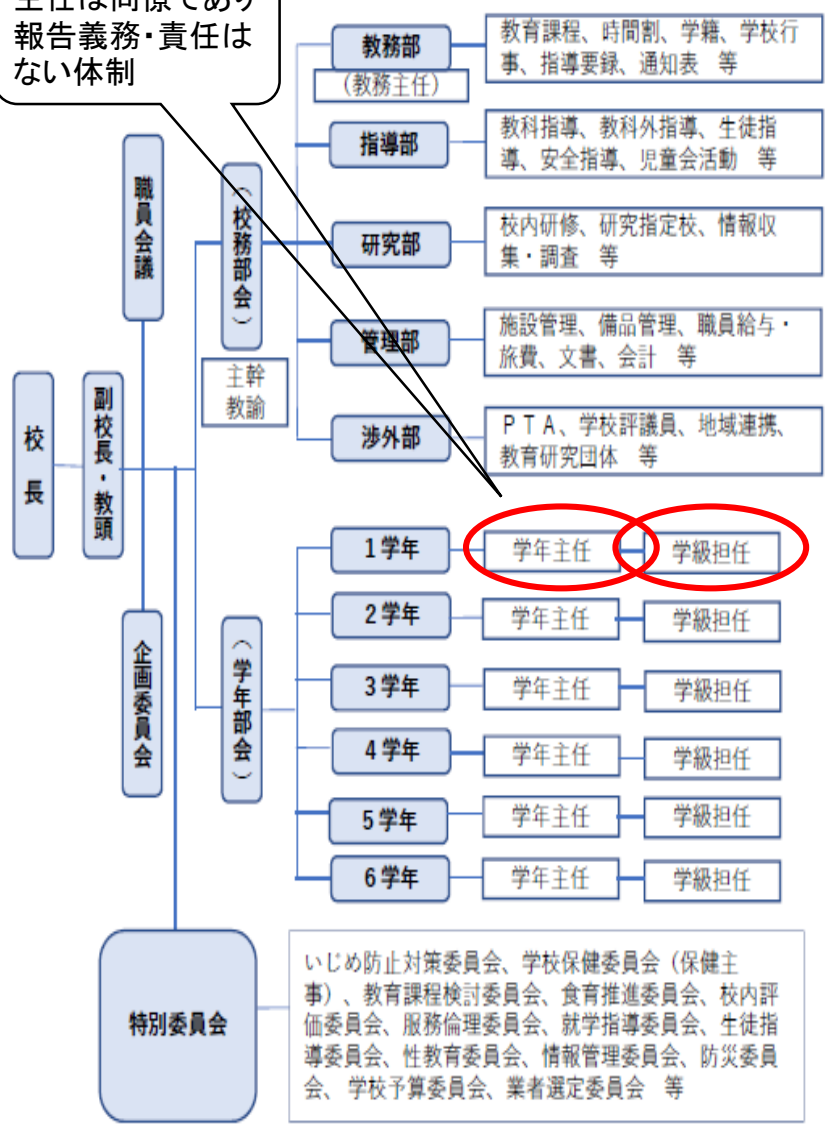 主任は同僚であり
報告義務・責任は
ない体制
教務部
（教務主任）
教育課程、時間割、学籍、学校行
事、指導要録、通知表　等
指導部
教科指導、教科外指導、生徒指
導、安全指導、児童会活動　等
研究部
校内研修、研究指定校、情報収
集・調査　等
管理部
施設管理、備品管理、職員給与・
旅費、文書、会計　等
渉外部
ＰＴＡ、学校評議員、地域連携、
教育研究団体　等
職員会議
（校務部会）
主幹
教諭
校長
副校長・教頭
企画委員会
（学年部会）
１学年
学年主任
学級担任
２学年
学年主任
学級担任
３学年
学年主任
学級担任
４学年
学年主任
学級担任
５学年
学年主任
学級担任
６学年
学年主任
学級担任
特別委員会
いじめ防止対策委員会、学校保健委員会（保健主
事）、教育課程検討委員会、食育推進委員会、校内評
価委員会、服務倫理委員会、就学指導委員会、生徒指
導委員会、性教育委員会、情報管理委員会、防災委員
会、学校予算委員会、業者選定委員会　等